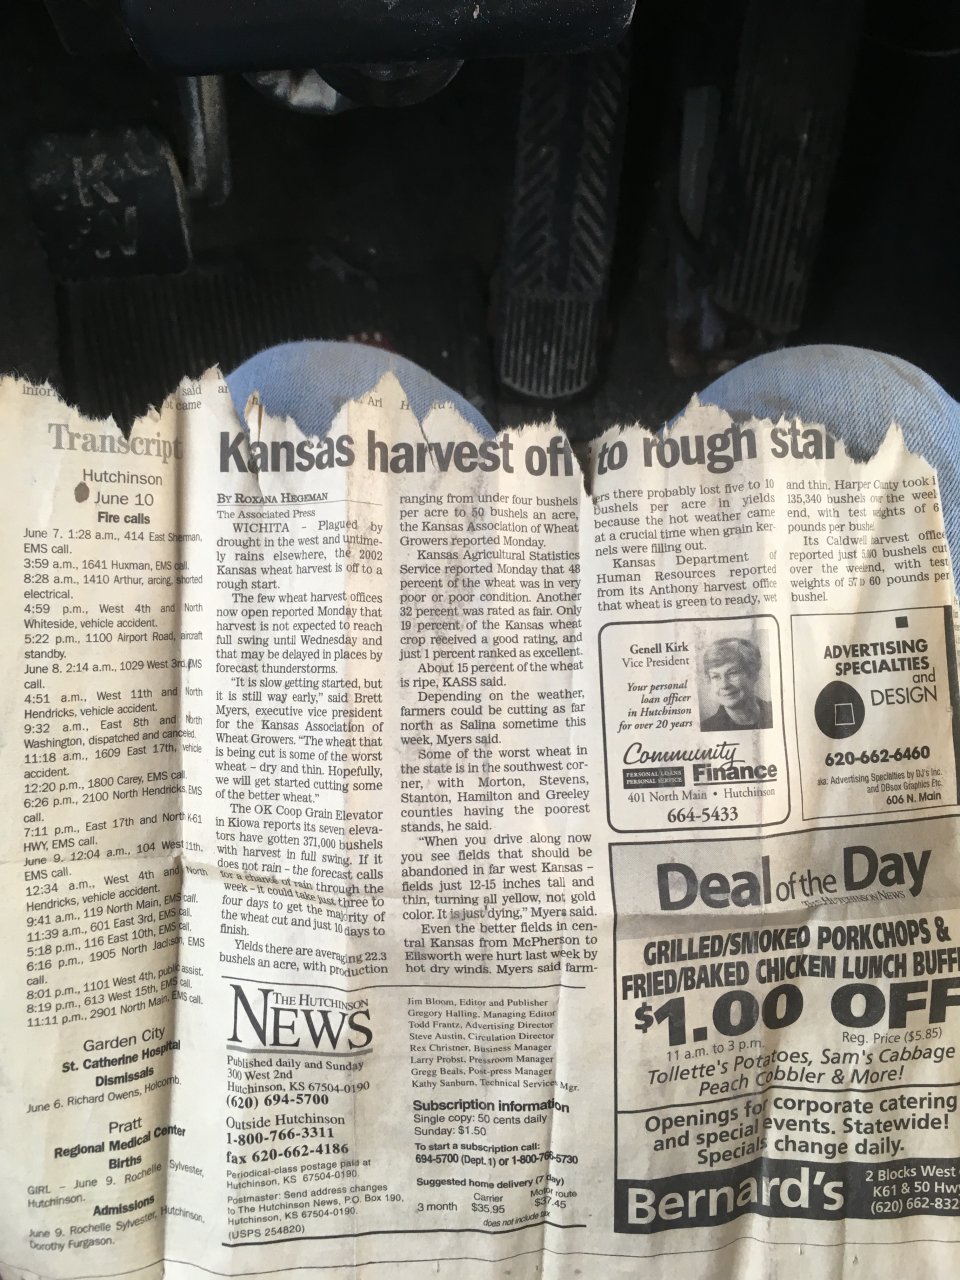 said
came
Transcript
Hutchinson
June 10
Fire calls
June 7. 1:28 a.m., 414 East Sherman,
EMS call.
3:59 a.m., 1641 Huxman, EMS call.
8:28 a.m., 1410 Arthur, arcing, shorted
electrical.
4:59 p.m., West 4th and North
Whiteside, vehicle accident.
5:22 p.m., 1100 Airport Road, aircraft
standby.
June 8. 2:14 a.m., 1029 West 3rd, EMS
call.
4:51 a.m., West 11th and North
Hendricks, vehicle accident.
9:32 a.m., East 8th and North
Washington, dispatched and canceled.
11:18 a.m., 1609 East 17th, vehicle
accident.
12:20 p.m., 1800 Carey, EMS call.
6:26 p.m., 2100 North Hendricks, EMS
call.
7:11 p.m., East 17th and North K-61
HWY, EMS call.
June 9. 12:04 a.m., 104 West 11th,
EMS call.
12:34 a.m., West 4th and North
Hendricks, vehicle accident.
9:41 a.m., 119 North Main, EMS call.
11:39 a.m., 601 East 3rd, EMS call.
5:18 p.m., 116 East 10th, EMS call.
6:16 p.m., 1905 North Jackson, EMS
call.
8:01 p.m., 1101 West 4th, public assist.
8:19 p.m., 613 West 15th, EMS call.
11:11 p.m., 2901 North Main, EMS call.
Garden City
St. Catherine Hospital
Dismissals
June 6. Richard Owens, Holcomb.
Pratt
Regional Medical Center
Births
GIRL – June 9. Rochelle Sylvester,
Hutchinson.
Admissions
June 9. Rochelle Sylvester, Hutchinson,
Dorothy Furgason.
Kansas harvest off to rough star
BY ROXANA HEGEMAN
The Associated Press
WICHITA – Plagued by
drought in the west and untime-
ly rains elsewhere, the 2002
Kansas wheat harvest is off to a
rough start.
The few wheat harvest offices
now open reported Monday that
harvest is not expected to reach
full swing until Wednesday and
that may be delayed in places by
forecast thunderstorms.
"It is slow getting started, but
it is still way early," said Brett
Myers, executive vice president
for the Kansas Association of
Wheat Growers. "The wheat that
is being cut is some of the worst
wheat – dry and thin. Hopefully,
we will get started cutting some
of the better wheat."
The OK Coop Grain Elevator
in Kiowa reports its seven eleva-
tors have gotten 371,000 bushels
with harvest in full swing. If it
does not rain – the forecast calls
for a chance of rain through the
week – it could take just three to
four days to get the majority of
the wheat cut and just 10 days to
finish.
Yields there are averaging 22.3
bushels an acre, with production
ranging from under four bushels
per acre to 50 bushels an acre,
the Kansas Association of Wheat
Growers reported Monday.
Kansas Agricultural Statistics
Service reported Monday that 48
percent of the wheat was in very
poor or poor condition. Another
32 percent was rated as fair. Only
19 percent of the Kansas wheat
crop received a good rating, and
just 1 percent ranked as excellent.
About 15 percent of the wheat
is ripe, KASS said.
Depending on the weather,
farmers could be cutting as far
north as Salina sometime this
week, Myers said.
Some of the worst wheat in
the state is in the southwest cor-
ner, with Morton, Stevens,
Stanton, Hamilton and Greeley
counties having the poorest
stands, he said.
"When you drive along now
you see fields that should be
abandoned in far west Kansas –
fields just 12-15 inches tall and
thin, turning all yellow, not gold
color. It is just dying," Myers said.
Even the better fields in cen-
tral Kansas from McPherson to
Ellsworth were hurt last week by
hot dry winds. Myers said farm-
ers there probably lost five to 10
bushels per acre in yields
because the hot weather came
at a crucial time when grain ker-
nels were filling out.
Kansas Department of
Human Resources reported
from its Anthony harvest office
that wheat is green to ready, wet
and thin. Harper County took i
135,340 bushels over the week
end, with test weights of 6
pounds per bushel
Its Caldwell harvest office
reported just bushels cut
over the weekend, with test
weights of 57 to 60 pounds per
bushel.
Genell Kirk
Vice President
Your personal
loan officer
in Hutchinson
for over 20 years
Community
PERSONAL LOANS
PERSONAL SERVICE
Finance
401 North Main • Hutchinson
664-5433
ADVERTISING
SPECIALTIES
and
DESIGN
620-662-6460
aka: Advertising Specialties by DJ's Inc.
and DBsox Graphics Etc.
606 N. Main
Deal of the Day
THE HUTCHINSON NEWS
GRILLED/SMOKED PORKCHOPS &
FRIED/BAKED CHICKEN LUNCH BUFF
$1.00 OFF
11 a.m. to 3 p.m.
Reg. Price ($5.85)
Tollette's Potatoes, Sam's Cabbage
Peach Cobbler & More!
Openings for corporate catering
and special events. Statewide!
Specials change daily.
Bernard's
2 Blocks West
K61 & 50 Hwy
(620) 662-832
THE HUTCHINSON
NEWS
Published daily and Sunday
300 West 2nd
Hutchinson, KS 67504-0190
(620) 694-5700
Outside Hutchinson
1-800-766-3311
fax 620-662-4186
Periodical-class postage paid at
Hutchinson, KS 67504-0190.
Postmaster: Send address changes
to The Hutchinson News, P.O. Box 190,
Hutchinson, KS 67504-0190.
(USPS 254820)
Jim Bloom, Editor and Publisher
Gregory Halling, Managing Editor
Todd Frantz, Advertising Director
Steve Austin, Circulation Director
Rex Christner, Business Manager
Larry Probst, Pressroom Manager
Gregg Beals, Post-press Manager
Kathy Sanburn, Technical Services Mgr.
Subscription information
Single copy: 50 cents daily
Sunday: $1.50
To start a subscription call:
694-5700 (Dept. 1) or 1-800-766-5730
Suggested home delivery (7 day)
Carrier Motor route
3 month $35.95 $37.45
does not include tax